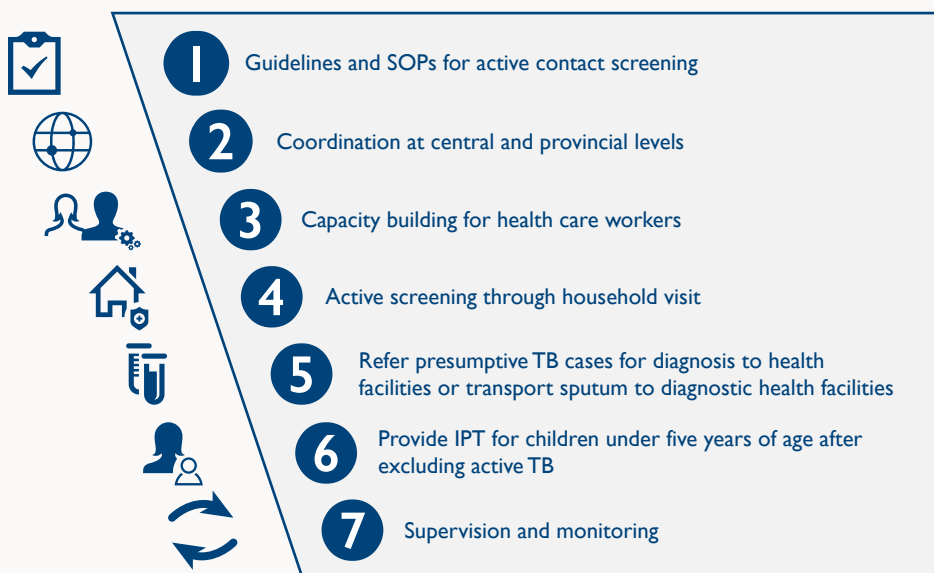 1 Guidelines and SOPs for active contact screening
2 Coordination at central and provincial levels
3 Capacity building for health care workers
4 Active screening through household visit
5 Refer presumptive TB cases for diagnosis to health
facilities or transport sputum to diagnostic health facilities
6 Provide IPT for children under five years of age after
excluding active TB
7 Supervision and monitoring